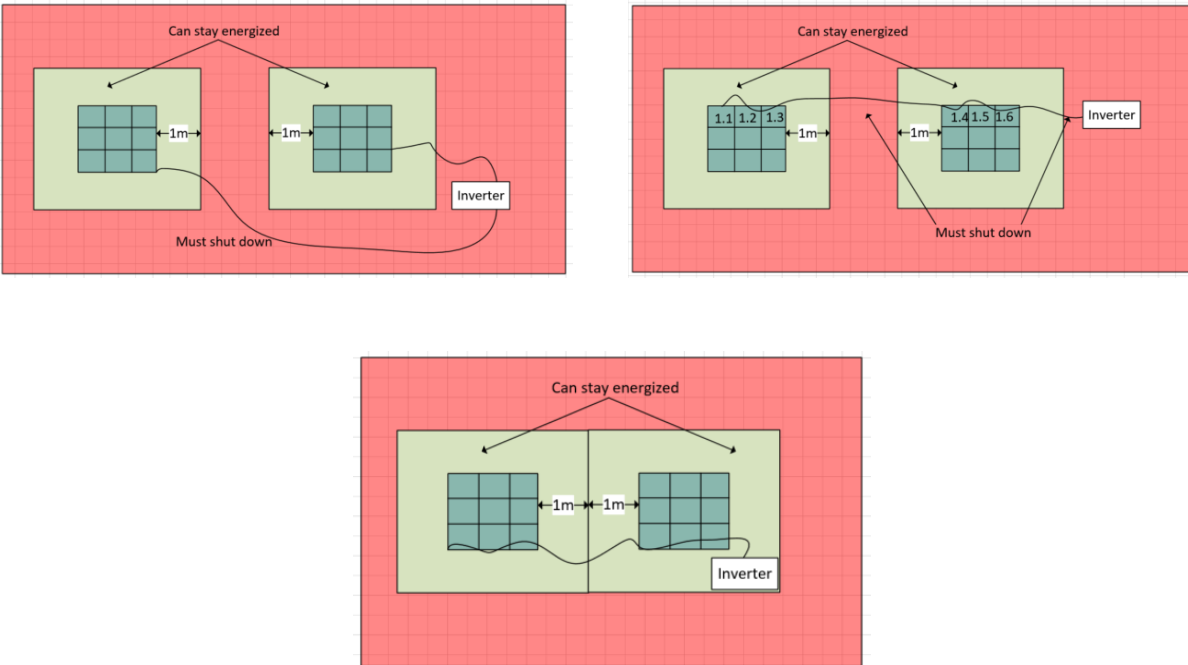 Can stay energized
1m
1m
Inverter
Must shut down
Can stay energized
1.1 1.2 1.3
1m
1m
1.4 1.5 1.6
Inverter
Must shut down
Can stay energized
1m
1m
Inverter